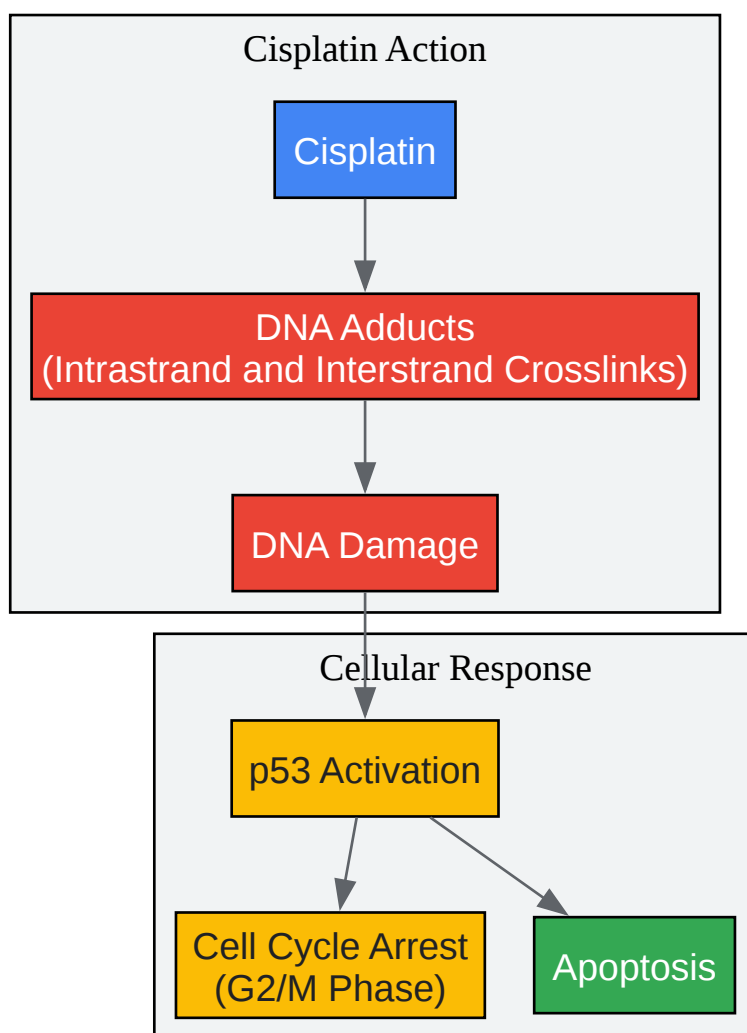 Cisplatin Action
Cisplatin
DNA Adducts
(Intrastrand and Interstrand Crosslinks)
DNA Damage
Cellular Response
p53 Activation
Cell Cycle Arrest
(G2/M Phase)
Apoptosis